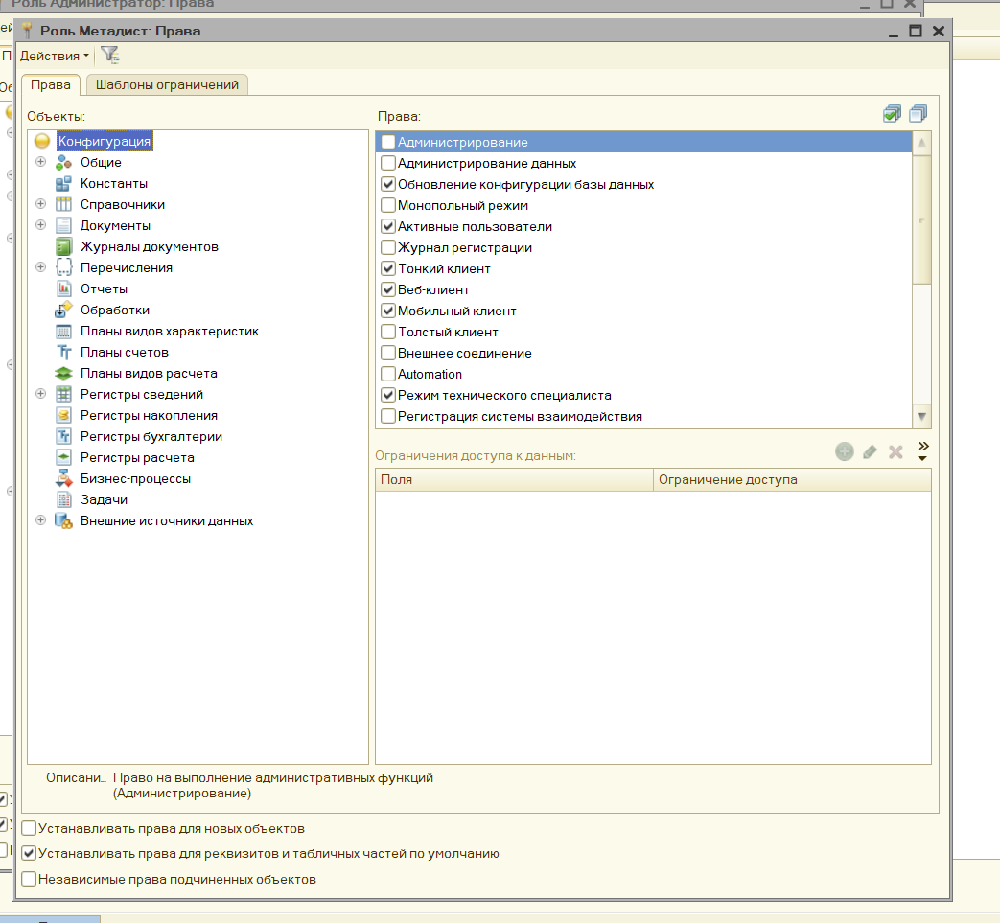 Роль Администратор: Права
Роль Метадист: Права
Действия
Права
Шаблоны ограничений
Объекты:
Конфигурация
Общие
Константы
Справочники
Документы
Журналы документов
Перечисления
Отчеты
Обработки
Планы видов характеристик
Планы счетов
Планы видов расчета
Регистры сведений
Регистры накопления
Регистры бухгалтерии
Регистры расчета
Бизнес-процессы
Задачи
Внешние источники данных
Права:
Администрирование
Администрирование данных
Обновление конфигурации базы данных
Монопольный режим
Активные пользователи
Журнал регистрации
Тонкий клиент
Веб-клиент
Мобильный клиент
Толстый клиент
Внешнее соединение
Automation
Режим технического специалиста
Регистрация системы взаимодействия
Ограничения доступа к данным:
Поля
Ограничение доступа
Описани... Право на выполнение административных функций
(Администрирование)
Устанавливать права для новых объектов
Устанавливать права для реквизитов и табличных частей по умолчанию
Независимые права подчиненных объектов